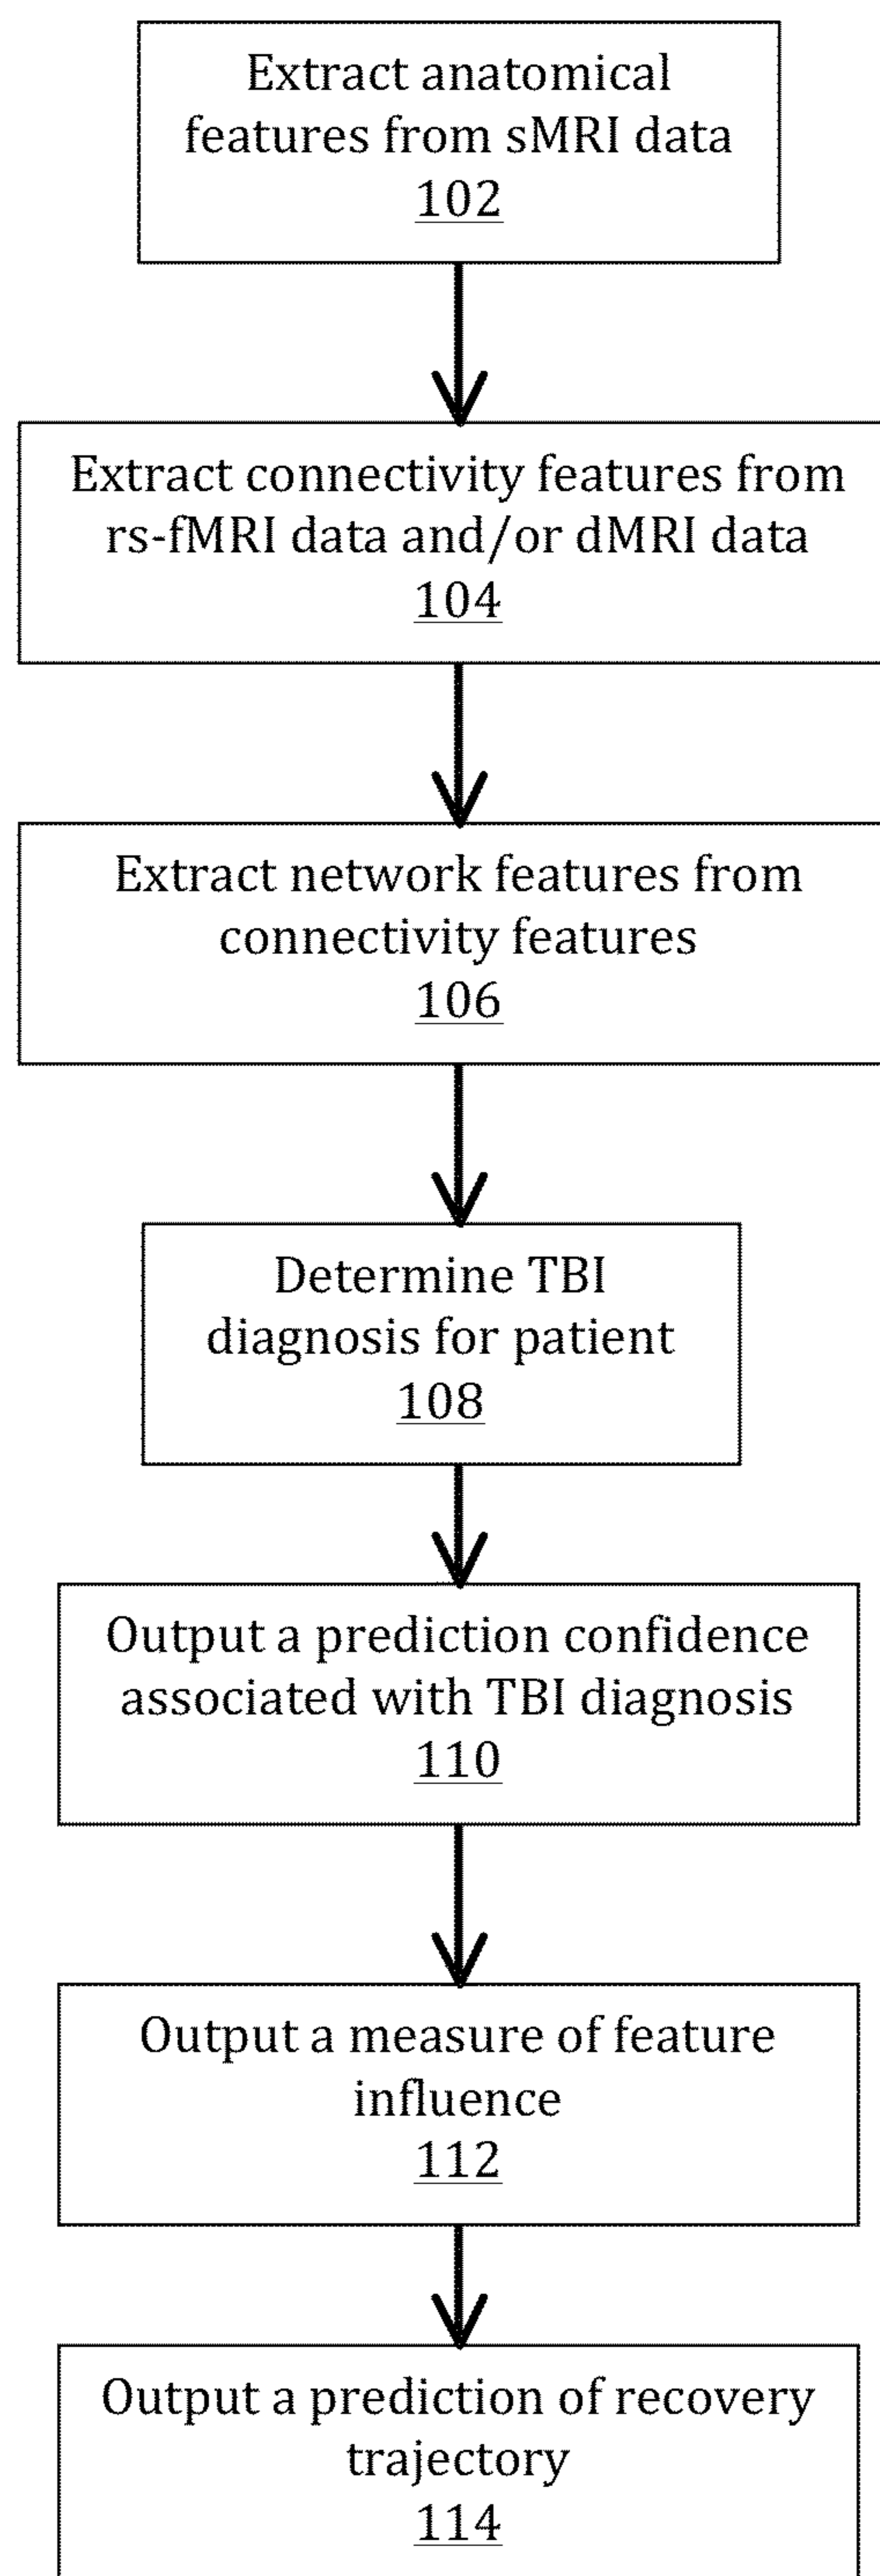 Extract anatomical
features from sMRI data
102
Extract connectivity features from
rs-fMRI data and/or dMRI data
104
Extract network features from
connectivity features
106
Determine TBI
diagnosis for patient
108
Output a prediction confidence
associated with TBI diagnosis
110
Output a measure of feature
influence
112
Output a prediction of recovery
trajectory
114